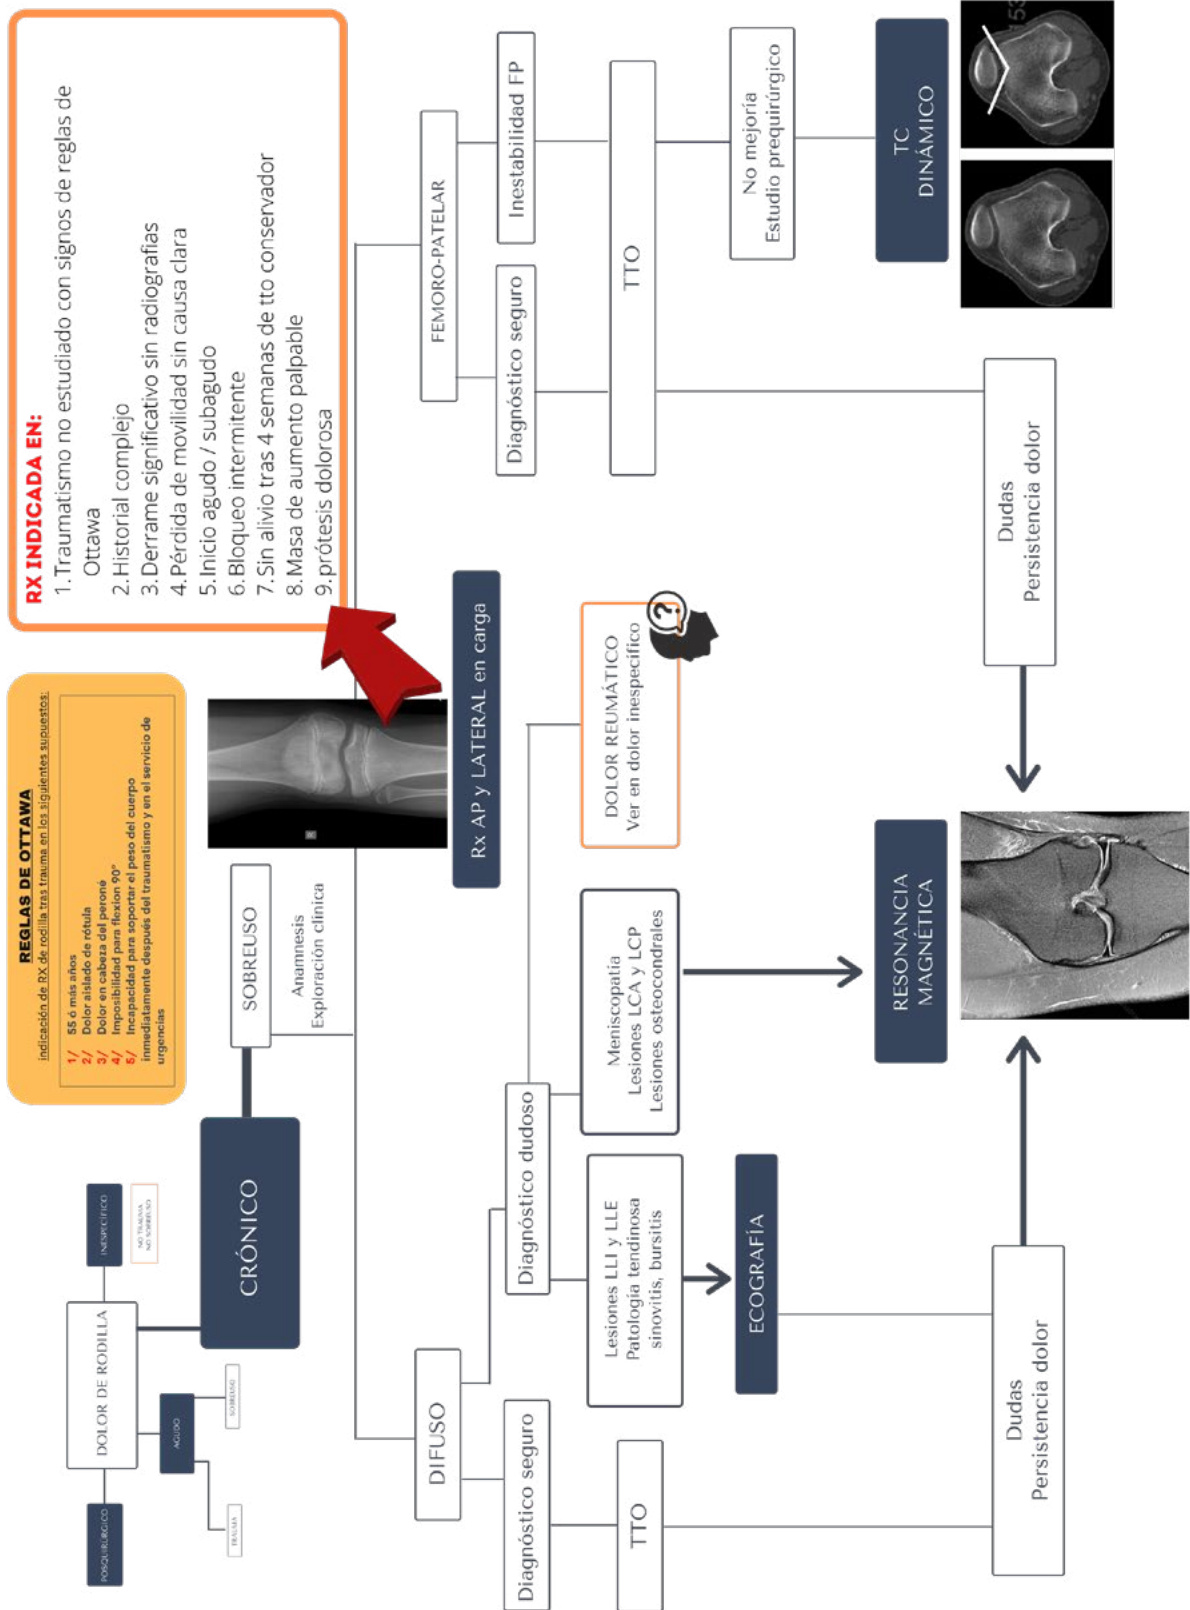 REGLAS DE OTTAWA
indicación de RX de rodilla tras trauma en los siguientes supuestos:
1/ 55 ó más años
2/ Dolor aislado de rótula
3/ Dolor en cabeza del peroné
4/ Imposibilidad para flexion 90º
5/ Incapacidad para soportar el peso del cuerpo
inmediatamente después del traumatismo y en el servicio de
urgencias
RX INDICADA EN:
1.Traumatismo no estudiado con signos de reglas de
Ottawa
2.Historial complejo
3.Derrame significativo sin radiografías
4.Pérdida de movilidad sin causa clara
5.Inicio agudo / subagudo
6.Bloqueo intermitente
7.Sin alivio tras 4 semanas de tto conservador
8.Masa de aumento palpable
9.prótesis dolorosa
POSQUIRÚRGICO
DOLOR DE RODILLA
INESPECÍFICO
NO TRAUMA
NO SOBREUSO
AGUDO
TRAUMA
SOBREUSO
CRÓNICO
SOBREUSO
Anamnesis
Exploración clínica
Rx AP y LATERAL en carga
DIFUSO
FEMORO-PATELAR
Diagnóstico seguro
Diagnóstico dudoso
Diagnóstico seguro
Inestabilidad FP
TTO
Lesiones LLI y LLE
Patología tendinosa
sinovitis, bursitis
Meniscopatia
Lesiones LCA y LCP
Lesiones osteocondrales
DOLOR REUMÁTICO
Ver en dolor inespecífico
?
TTO
ECOGRAFÍA
No mejoría
Estudio prequirúrgico
RESONANCIA
MAGNÉTICA
TC
DINÁMICO
153
Dudas
Persistencia dolor
Dudas
Persistencia dolor